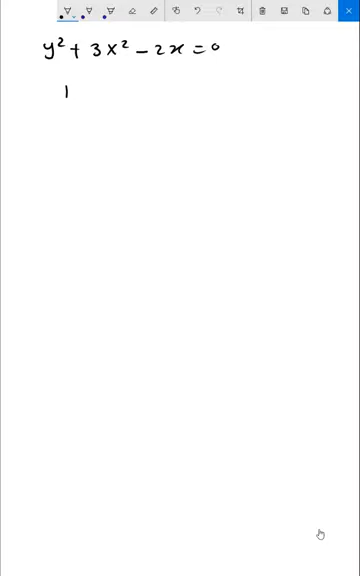 y² + 3x² − 2x = 0
1